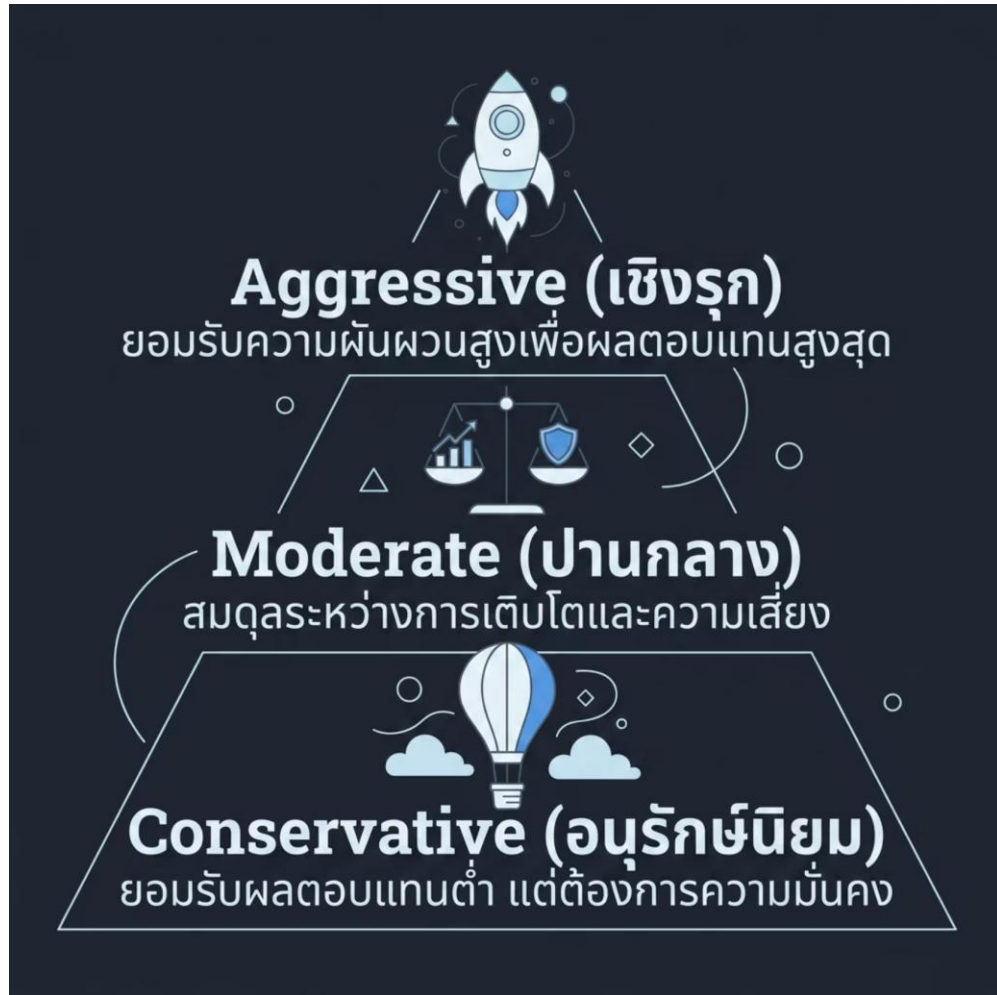 Aggressive (เชิงรุก)
ยอมรับความผันผวนสูงเพื่อผลตอบแทนสูงสุด
Moderate (ปานกลาง)
สมดุลระหว่างการเติบโตและความเสี่ยง
Conservative (อนุรักษ์นิยม)
ยอมรับผลตอบแทนต่ำ แต่ต้องการความมั่นคง